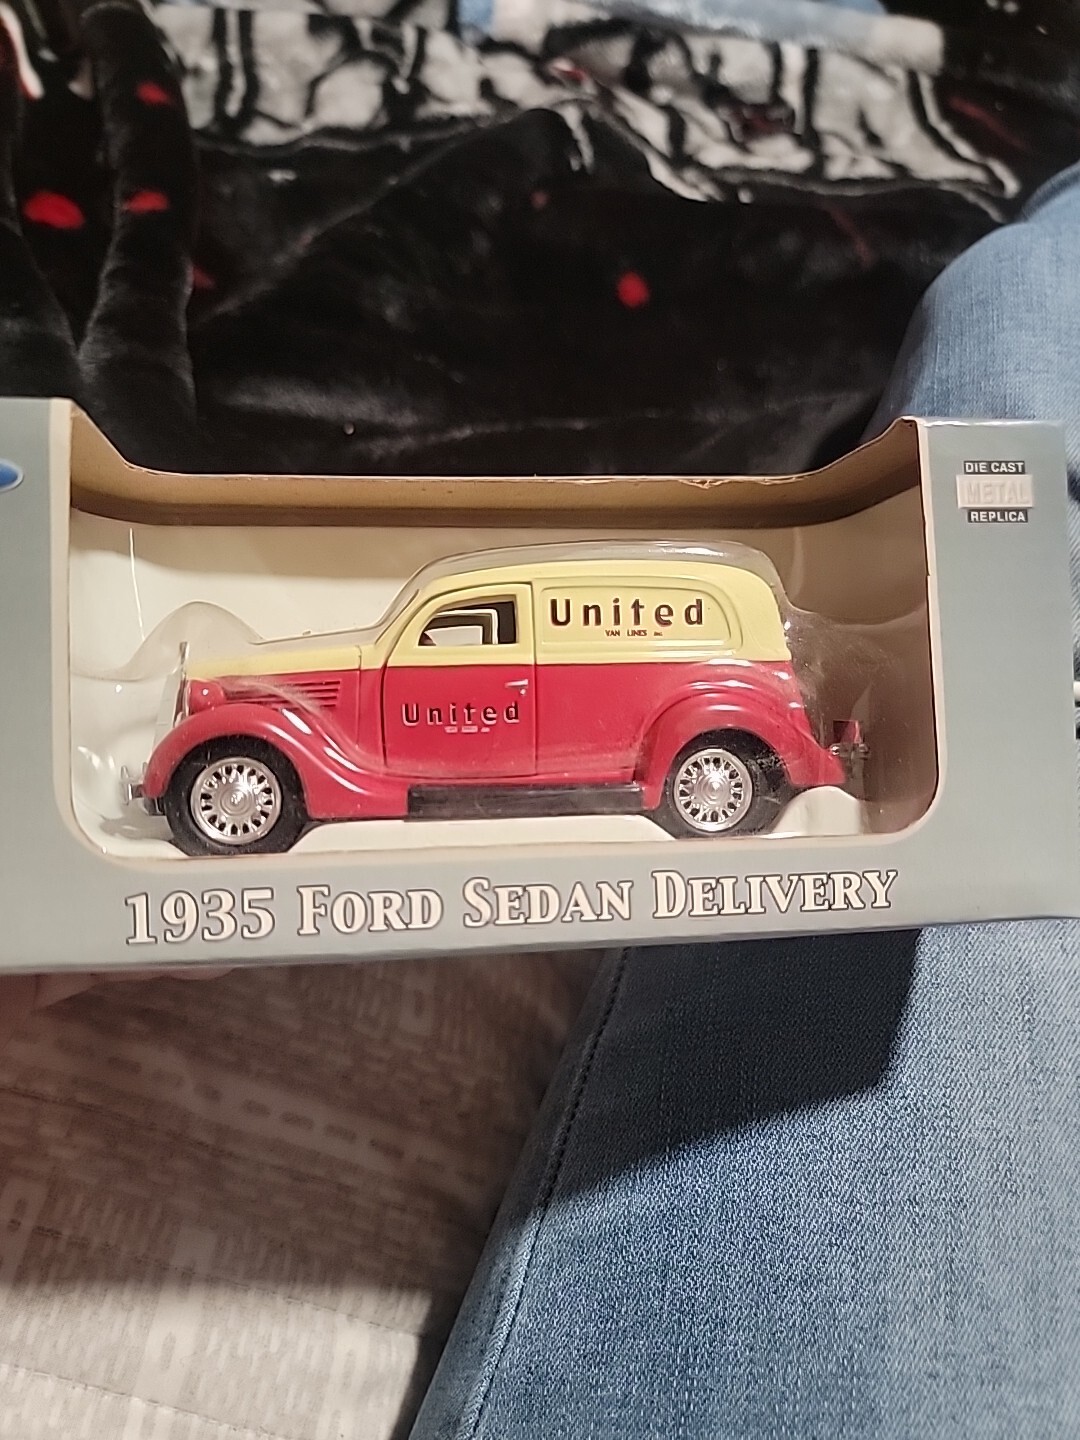 DIE CAST
METAL
REPLICA
United
VAN LINES Inc.
United
1935 FORD SEDAN DELIVERY